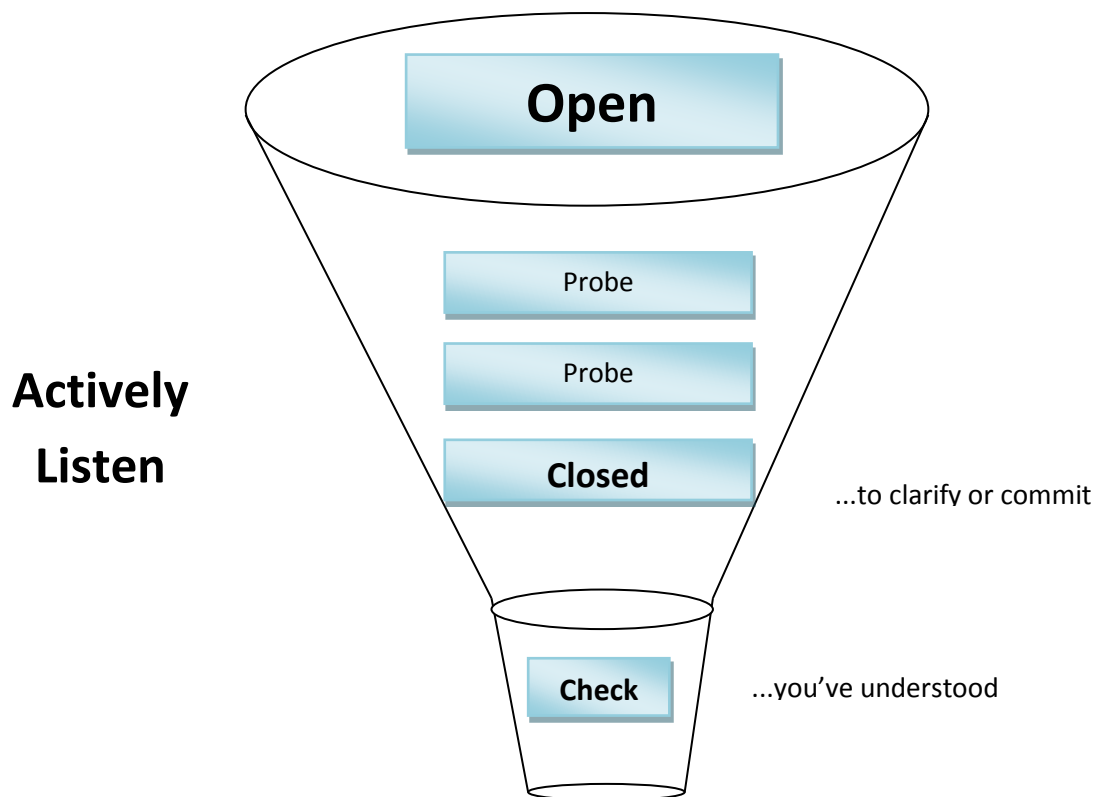 Open
Probe
Probe
Actively
Listen
Closed
...to clarify or commit
Check
...you’ve understood